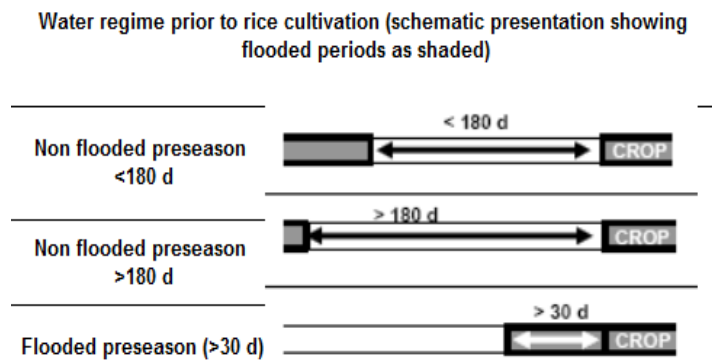 Water regime prior to rice cultivation (schematic presentation showing
flooded periods as shaded)
< 180 d
Non flooded preseason
<180 d
CROP
> 180 d
Non flooded preseason
>180 d
CROP
> 30 d
Flooded preseason (>30 d)
CROP